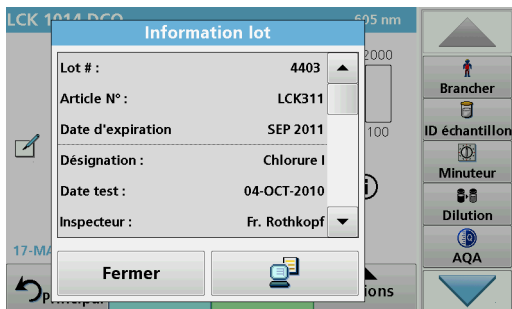 LCK 1014 DCO 605 nm
Information lot
2000
Lot # : 4403
Article N° : LCK311
Brancher
Date d'expiration SEP 2011
100
ID échantillon
Désignation : Chlorure I
Minuteur
Date test : 04-OCT-2010
Inspecteur : Fr. Rothkopf
Dilution
17-MA
AQA
Fermer
Principal
ions